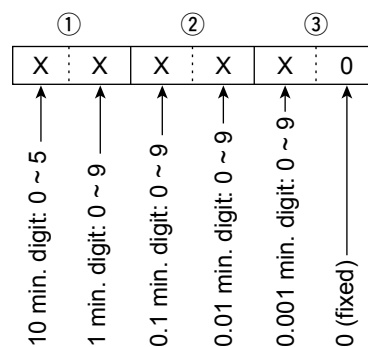 ① ② ③
X X X X X 0
10 min. digit: 0 ~ 5
1 min. digit: 0 ~ 9
0.1 min. digit: 0 ~ 9
0.01 min. digit: 0 ~ 9
0.001 min. digit: 0 ~ 9
0 (fixed)